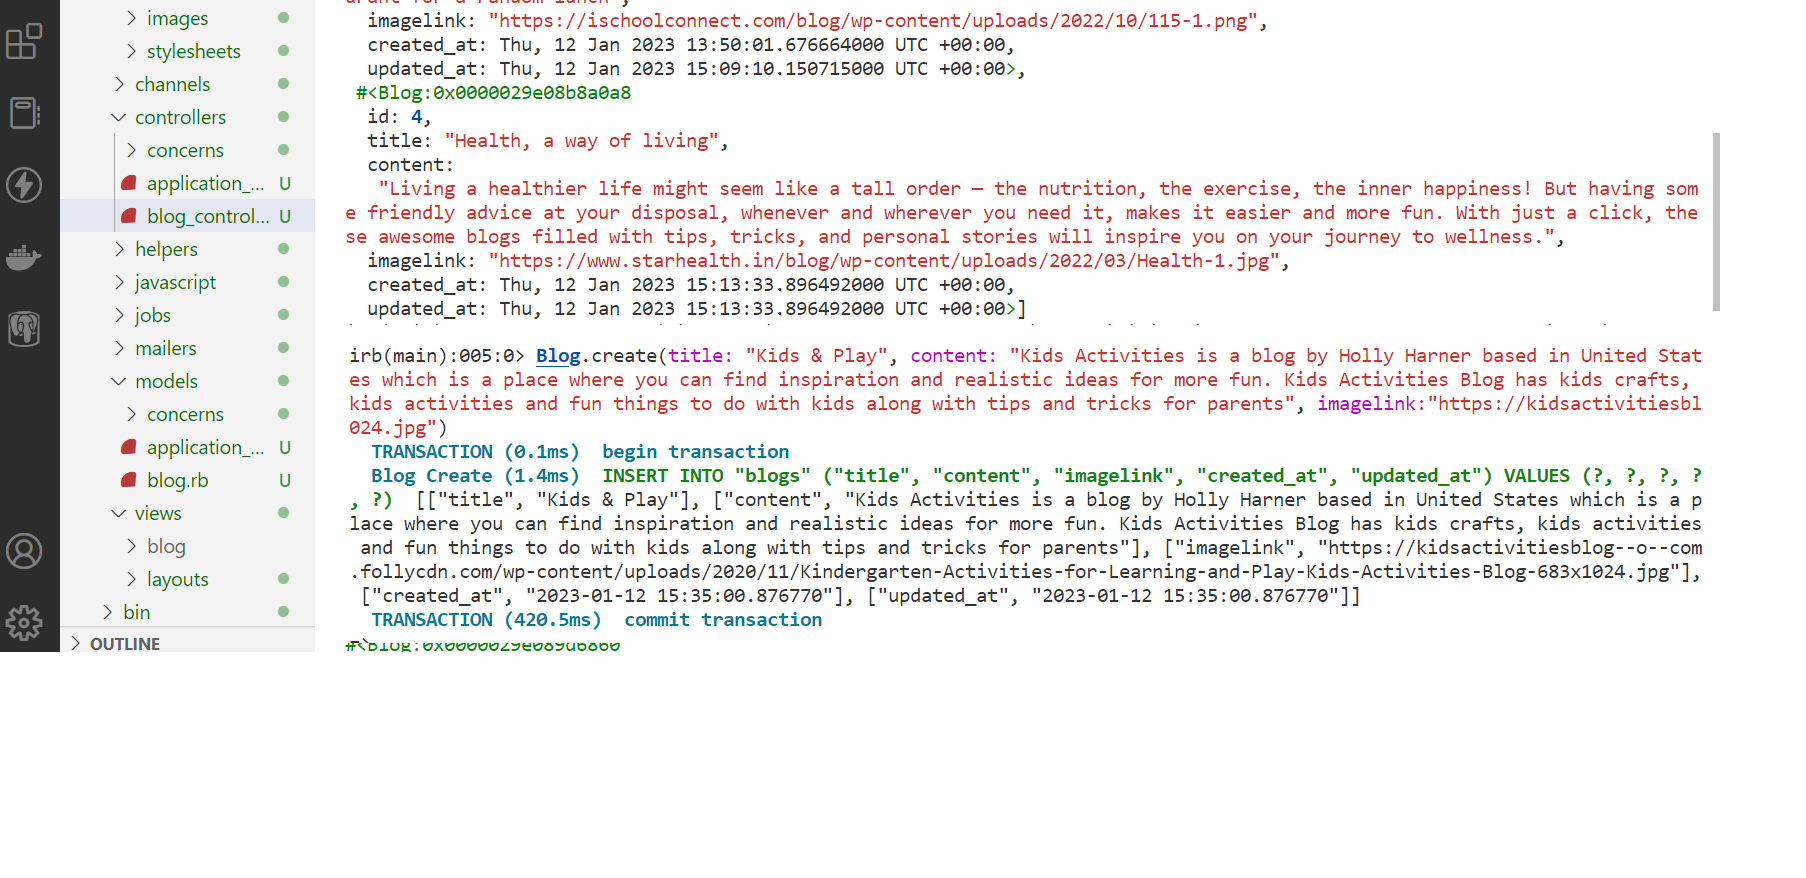 images
stylesheets
channels
controllers
concerns
application_...
U
blog_control...
U
helpers
javascript
jobs
mailers
models
concerns
application_...
U
blog.rb
U
views
blog
layouts
bin
OUTLINE
imagelink: "https://ischoolconnect.com/blog/wp-content/uploads/2022/10/115-1.png",
created_at: Thu, 12 Jan 2023 13:50:01.676664000 UTC +00:00,
updated_at: Thu, 12 Jan 2023 15:09:10.150715000 UTC +00:00>,
#<Blog:0x0000029e08b8a0a8
id: 4,
title: "Health, a way of living",
content:
"Living a healthier life might seem like a tall order — the nutrition, the exercise, the inner happiness! But having som
e friendly advice at your disposal, whenever and wherever you need it, makes it easier and more fun. With just a click, the
se awesome blogs filled with tips, tricks, and personal stories will inspire you on your journey to wellness.",
imagelink: "https://www.starhealth.in/blog/wp-content/uploads/2022/03/Health-1.jpg",
created_at: Thu, 12 Jan 2023 15:13:33.896492000 UTC +00:00,
updated_at: Thu, 12 Jan 2023 15:13:33.896492000 UTC +00:00>]
irb(main):005:0> Blog.create(title: "Kids & Play", content: "Kids Activities is a blog by Holly Harner based in United Stat
es which is a place where you can find inspiration and realistic ideas for more fun. Kids Activities Blog has kids crafts,
kids activities and fun things to do with kids along with tips and tricks for parents", imagelink:"https://kidsactivitiesbl
024.jpg")
TRANSACTION (0.1ms) begin transaction
Blog Create (1.4ms) INSERT INTO "blogs" ("title", "content", "imagelink", "created_at", "updated_at") VALUES (?, ?, ?, ?
, ?) [["title", "Kids & Play"], ["content", "Kids Activities is a blog by Holly Harner based in United States which is a p
lace where you can find inspiration and realistic ideas for more fun. Kids Activities Blog has kids crafts, kids activities
and fun things to do with kids along with tips and tricks for parents"], ["imagelink", "https://kidsactivitiesblog--o--com
.follycdn.com/wp-content/uploads/2020/11/Kindergarten-Activities-for-Learning-and-Play-Kids-Activities-Blog-683x1024.jpg"],
["created_at", "2023-01-12 15:35:00.876770"], ["updated_at", "2023-01-12 15:35:00.876770"]]
TRANSACTION (420.5ms) commit transaction